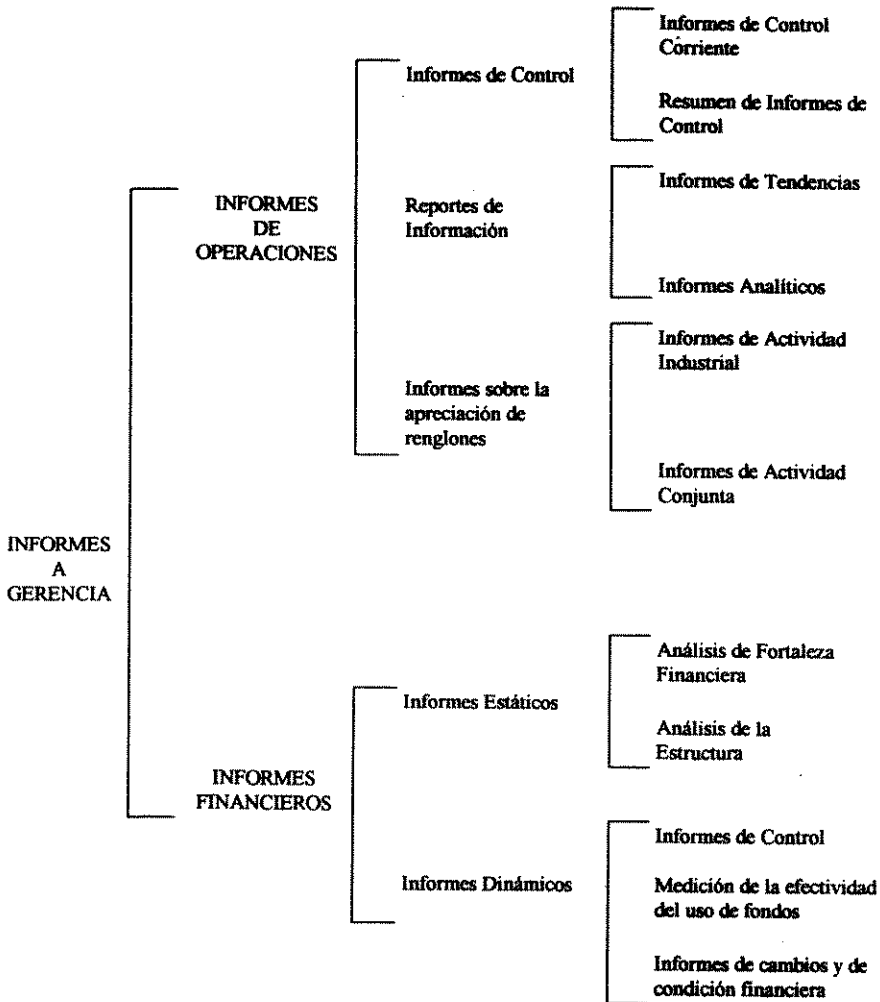 INFORMES
A
GERENCIA
INFORMES
DE
OPERACIONES
Informes de Control
Informes de Control
Corriente
Resumen de Informes de
Control
Reportes de
Información
Informes de Tendencias
Informes Analíticos
Informes sobre la
apreciación de
renglones
Informes de Actividad
Industrial
Informes de Actividad
Conjunta
INFORMES
FINANCIEROS
Informes Estáticos
Análisis de Fortaleza
Financiera
Análisis de la
Estructura
Informes Dinámicos
Informes de Control
Medición de la efectividad
del uso de fondos
Informes de cambios y de
condición financiera